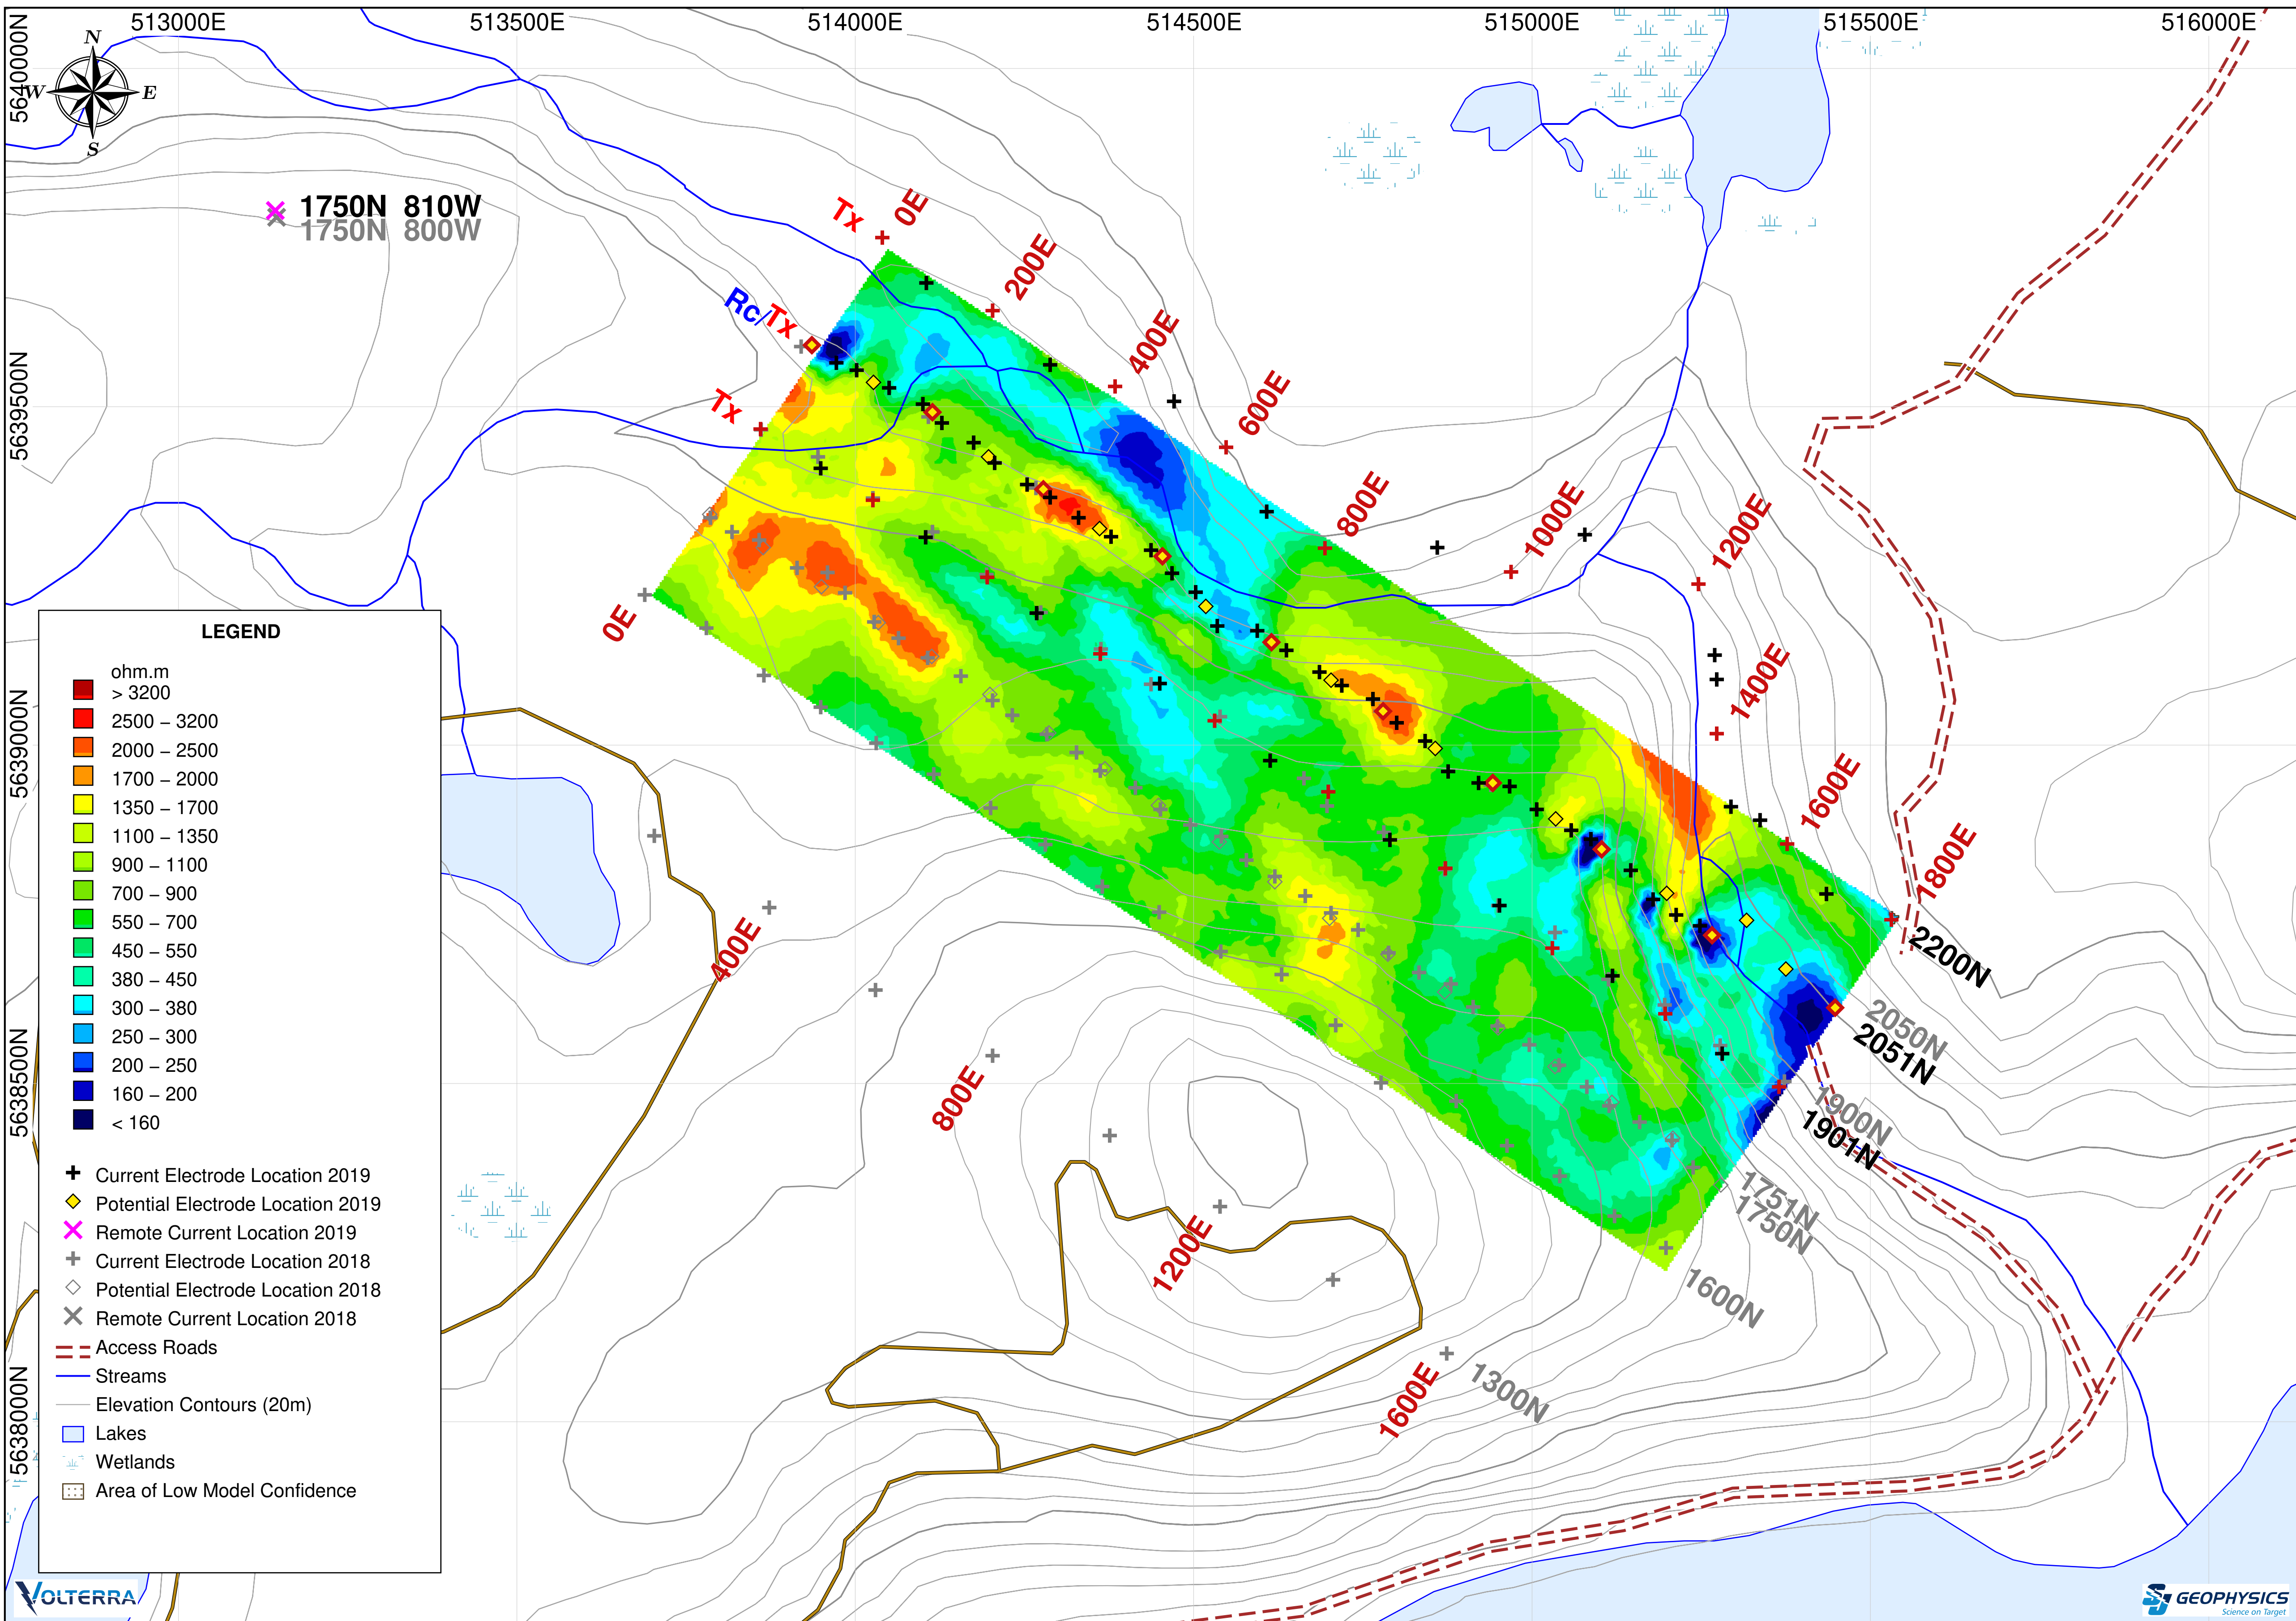 513000E 513500E 514000E 514500E 515000E 515500E 516000E
5640000N
5639500N
5639000N
5638500N
5638000N
N
W E
S
1750N 810W
1750N 800W
Tx 0E
200E
Rc/Tx
400E
Tx
600E
800E
1000E
1200E
1400E
1600E
1800E
0E
400E
800E
1200E
1600E
2200N
2050N
2051N
1900N
1901N
1751N
1750N
1600N
1300N
LEGEND
ohm.m
> 3200
2500 – 3200
2000 – 2500
1700 – 2000
1350 – 1700
1100 – 1350
900 – 1100
700 – 900
550 – 700
450 – 550
380 – 450
300 – 380
250 – 300
200 – 250
160 – 200
< 160
Current Electrode Location 2019
Potential Electrode Location 2019
Remote Current Location 2019
Current Electrode Location 2018
Potential Electrode Location 2018
Remote Current Location 2018
Access Roads
Streams
Elevation Contours (20m)
Lakes
Wetlands
Area of Low Model Confidence
VOLTERRA
SJ GEOPHYSICS
Science on Target